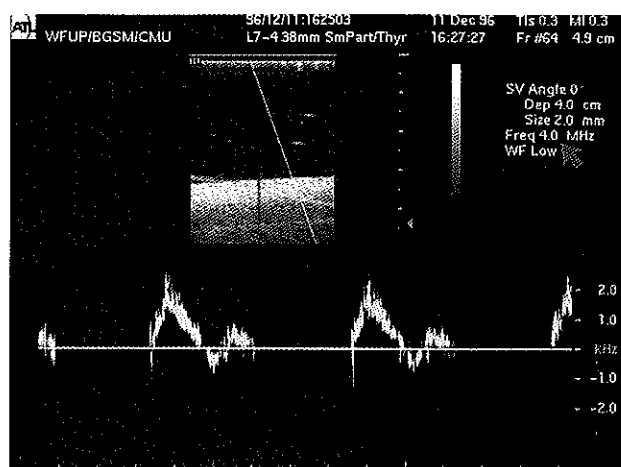 ATL
96/12/11:162503 11 Dec 96 TIs 0.3 MI 0.3
WFUP/BGSM/CMU L7-4 38mm SmPart/Thyr 16:27:27 Fr #64 4.9 cm
SV Angle 0°
Dep 4.0 cm
Size 2.0 mm
Freq 4.0 MHz
WF Low
2.0
1.0
kHz
-1.0
-2.0